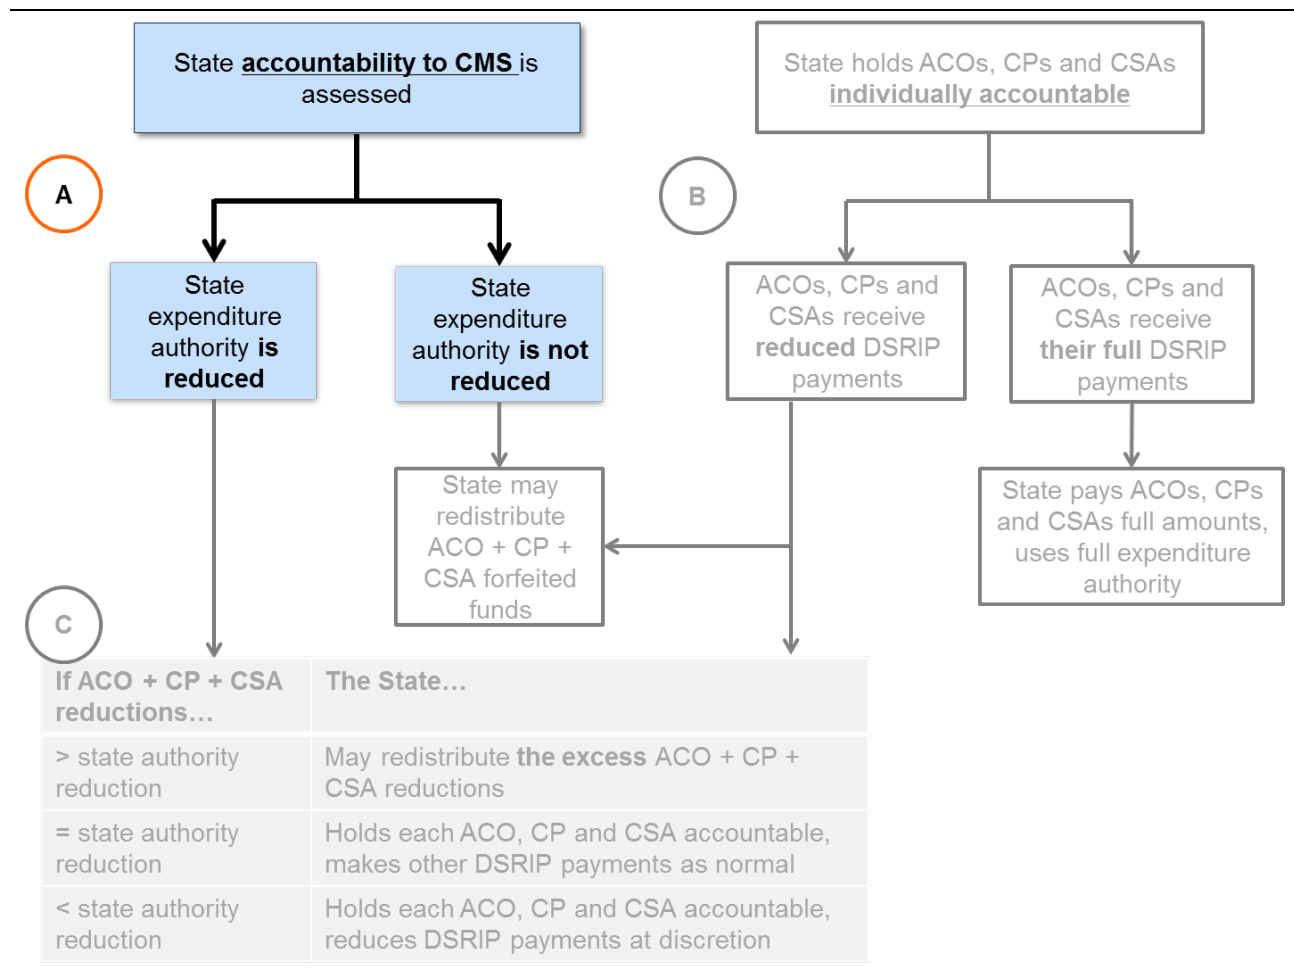 State accountability to CMS is
assessed
State holds ACOs, CPs and CSAs
individually accountable
A
B
State
expenditure
authority is
reduced
State
expenditure
authority is not
reduced
ACOs, CPs and
CSAs receive
reduced DSRIP
payments
ACOs, CPs and
CSAs receive
their full DSRIP
payments
State may
redistribute
ACO + CP +
CSA forfeited
funds
State pays ACOs, CPs
and CSAs full amounts,
uses full expenditure
authority
C
If ACO + CP + CSA
reductions…
The State…
> state authority
reduction
May redistribute the excess ACO + CP +
CSA reductions
= state authority
reduction
Holds each ACO, CP and CSA accountable,
makes other DSRIP payments as normal
< state authority
reduction
Holds each ACO, CP and CSA accountable,
reduces DSRIP payments at discretion